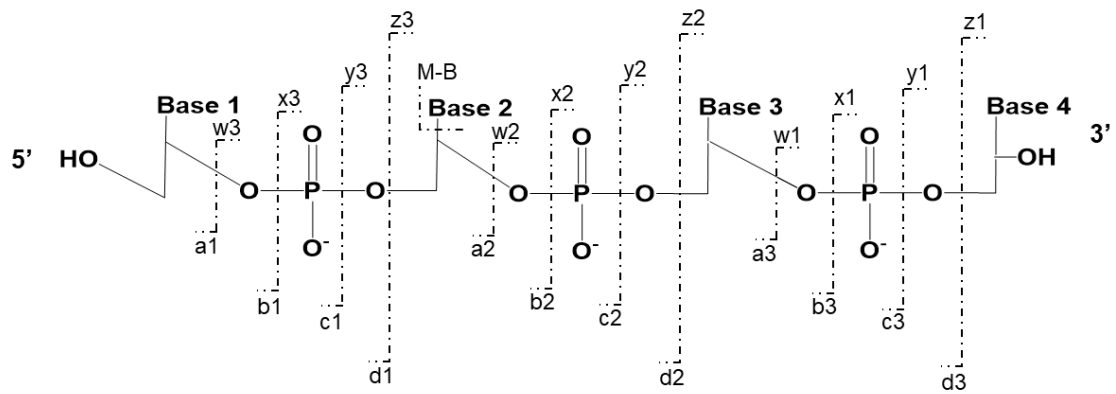 z3 z2 z1
y3 M-B y2 y1
x3 x2 x1
Base 1 Base 2 Base 3 Base 4
w3 w2 w1
O O O
3'
5' HO OH
O P O O P O O P O
O- O- O-
a1 a2 a3
b1 b2 b3
c1 c2 c3
d1 d2 d3